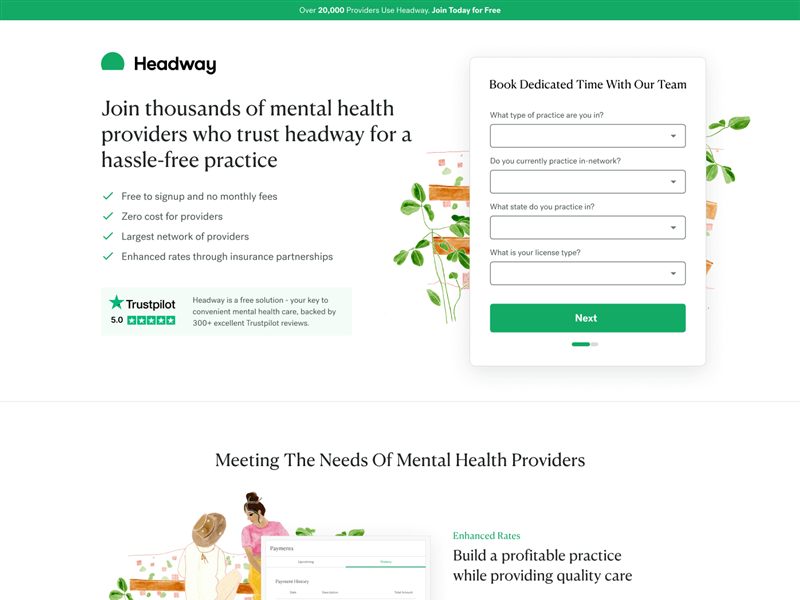 Over 20,000 Providers Use Headway. Join Today for Free
Headway
Join thousands of mental health
providers who trust headway for a
hassle-free practice
Free to signup and no monthly fees
Zero cost for providers
Largest network of providers
Enhanced rates through insurance partnerships
Trustpilot
5.0
Headway is a free solution - your key to
convenient mental health care, backed by
300+ excellent Trustpilot reviews.
Book Dedicated Time With Our Team
What type of practice are you in?
Do you currently practice in-network?
What state do you practice in?
What is your license type?
Next
Meeting The Needs Of Mental Health Providers
Payments
Upcoming
History
Payment History
Date
Description
Total Amount
Enhanced Rates
Build a profitable practice
while providing quality care